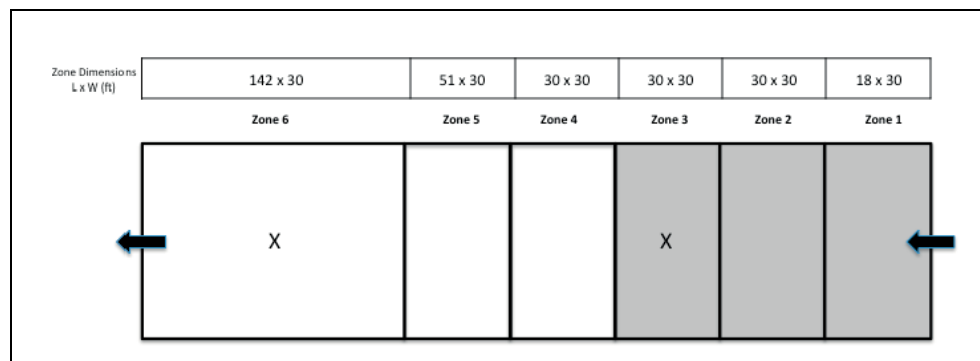 Zone Dimensions
L x W (ft)
142 x 30 51 x 30 30 x 30 30 x 30 30 x 30 18 x 30
Zone 6 Zone 5 Zone 4 Zone 3 Zone 2 Zone 1
X X